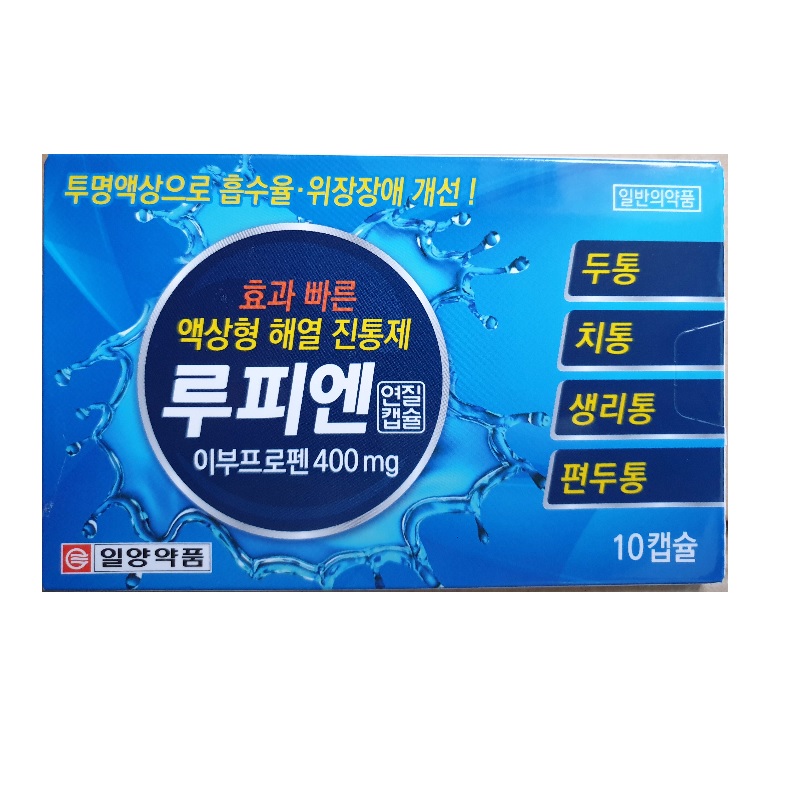 투명액상으로 흡수율·위장장애 개선!
일반의약품
효과 빠른
액상형 해열 진통제
루피엔 연질캡슐
이부프로펜 400mg
두통
치통
생리통
편두통
일양약품
10캡슐